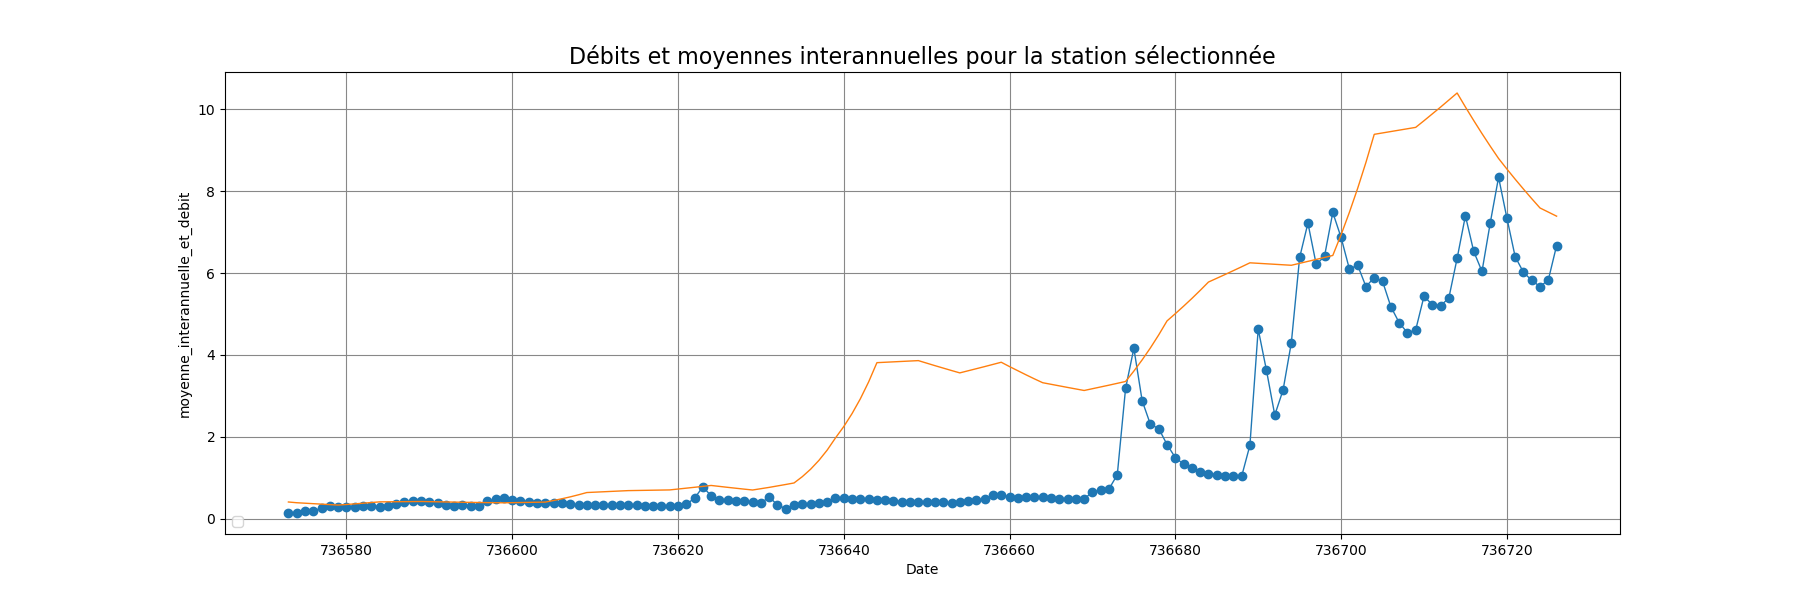 Débits et moyennes interannuelles pour la station sélectionnée
moyenne_interannuelle_et_debit
10
8
6
4
2
0
736580 736600 736620 736640 736660 736680 736700 736720
Date